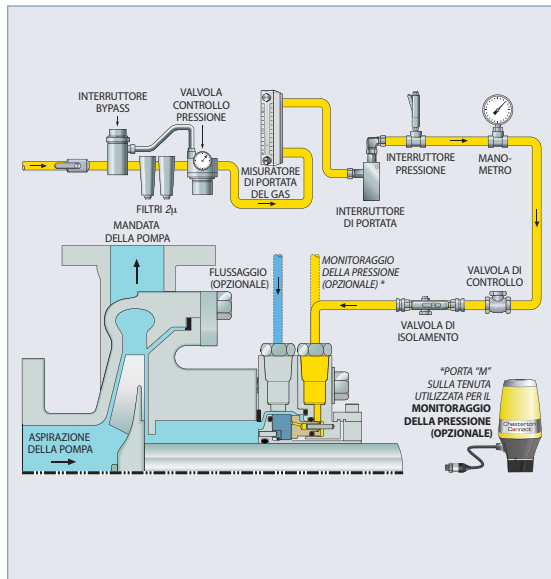 INTERRUTTORE
BYPASS
VALVOLA
CONTROLLO
PRESSIONE
FILTRI 2µ
MISURATORE
DI PORTATA
DEL GAS
INTERRUTTORE
DI PORTATA
INTERRUTTORE
PRESSIONE
MANO-
METRO
MANDATA
DELLA POMPA
FLUSSAGGIO
(OPZIONALE)
MONITORAGGIO
DELLA PRESSIONE
(OPZIONALE) *
VALVOLA DI
CONTROLLO
VALVOLA DI
ISOLAMENTO
ASPIRAZIONE
DELLA POMPA
*PORTA “M”
SULLA TENUTA
UTILIZZATA PER IL
MONITORAGGIO
DELLA PRESSIONE
(OPZIONALE)
Chesterton
Connect